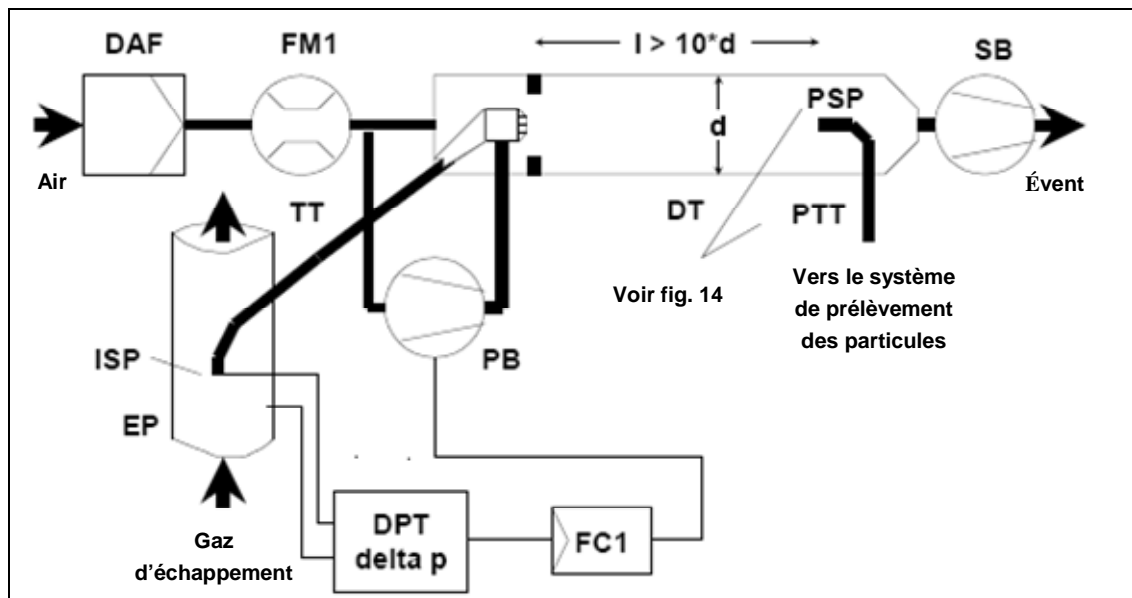 DAF
FM1
l > 10*d
SB
Air
d
PSP
Évent
TT
DT
PTT
Voir fig. 14
Vers le système
de prélèvement
des particules
PB
ISP
EP
DPT
delta p
FC1
Gaz
d'échappement